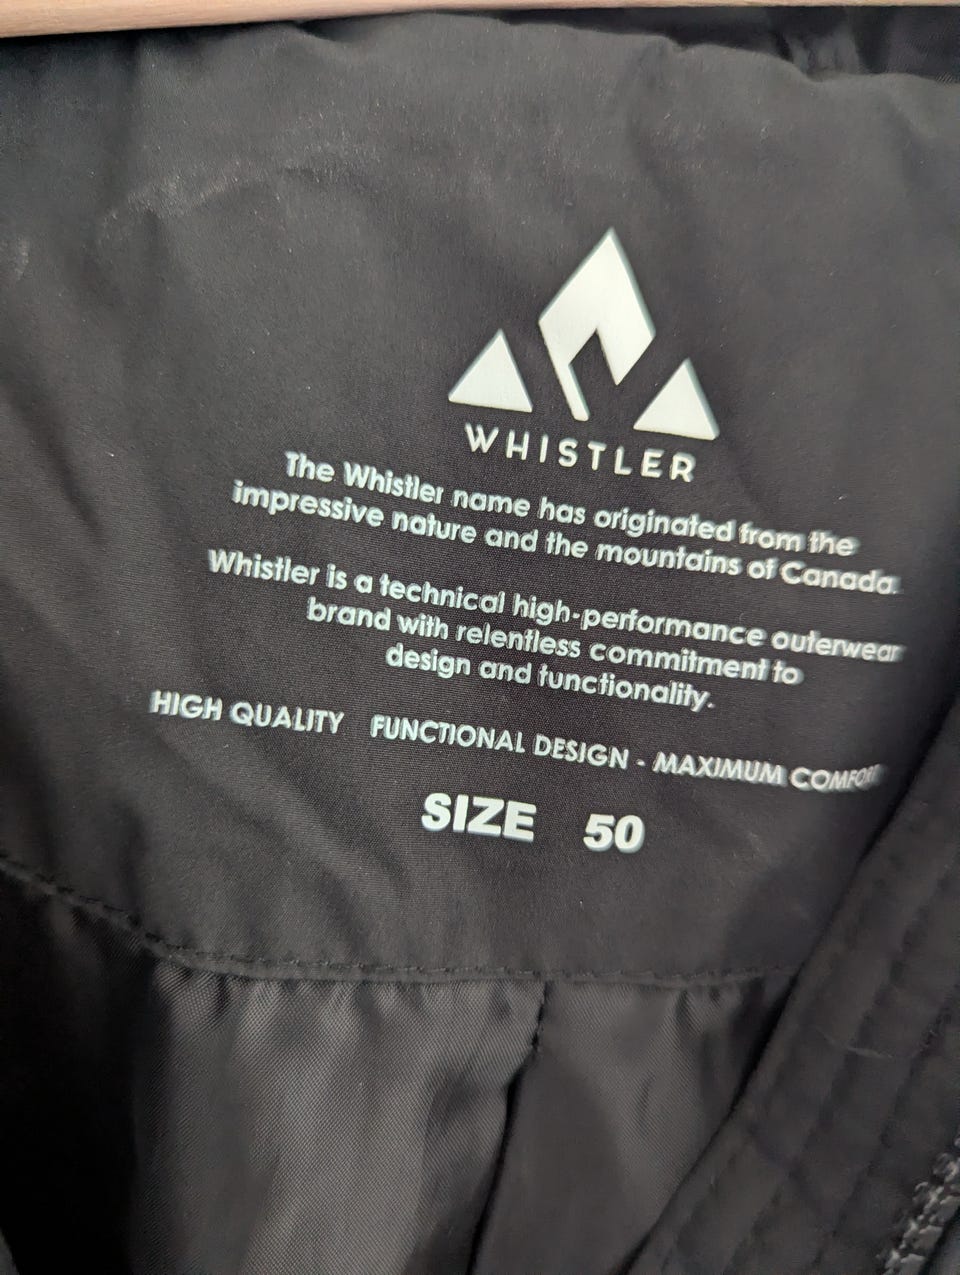 WHISTLER
The Whistler name has originated from the
impressive nature and the mountains of Canada.
Whistler is a technical high-performance outerwear
brand with relentless commitment to
design and functionality.
HIGH QUALITY FUNCTIONAL DESIGN - MAXIMUM COMFORT
SIZE 50